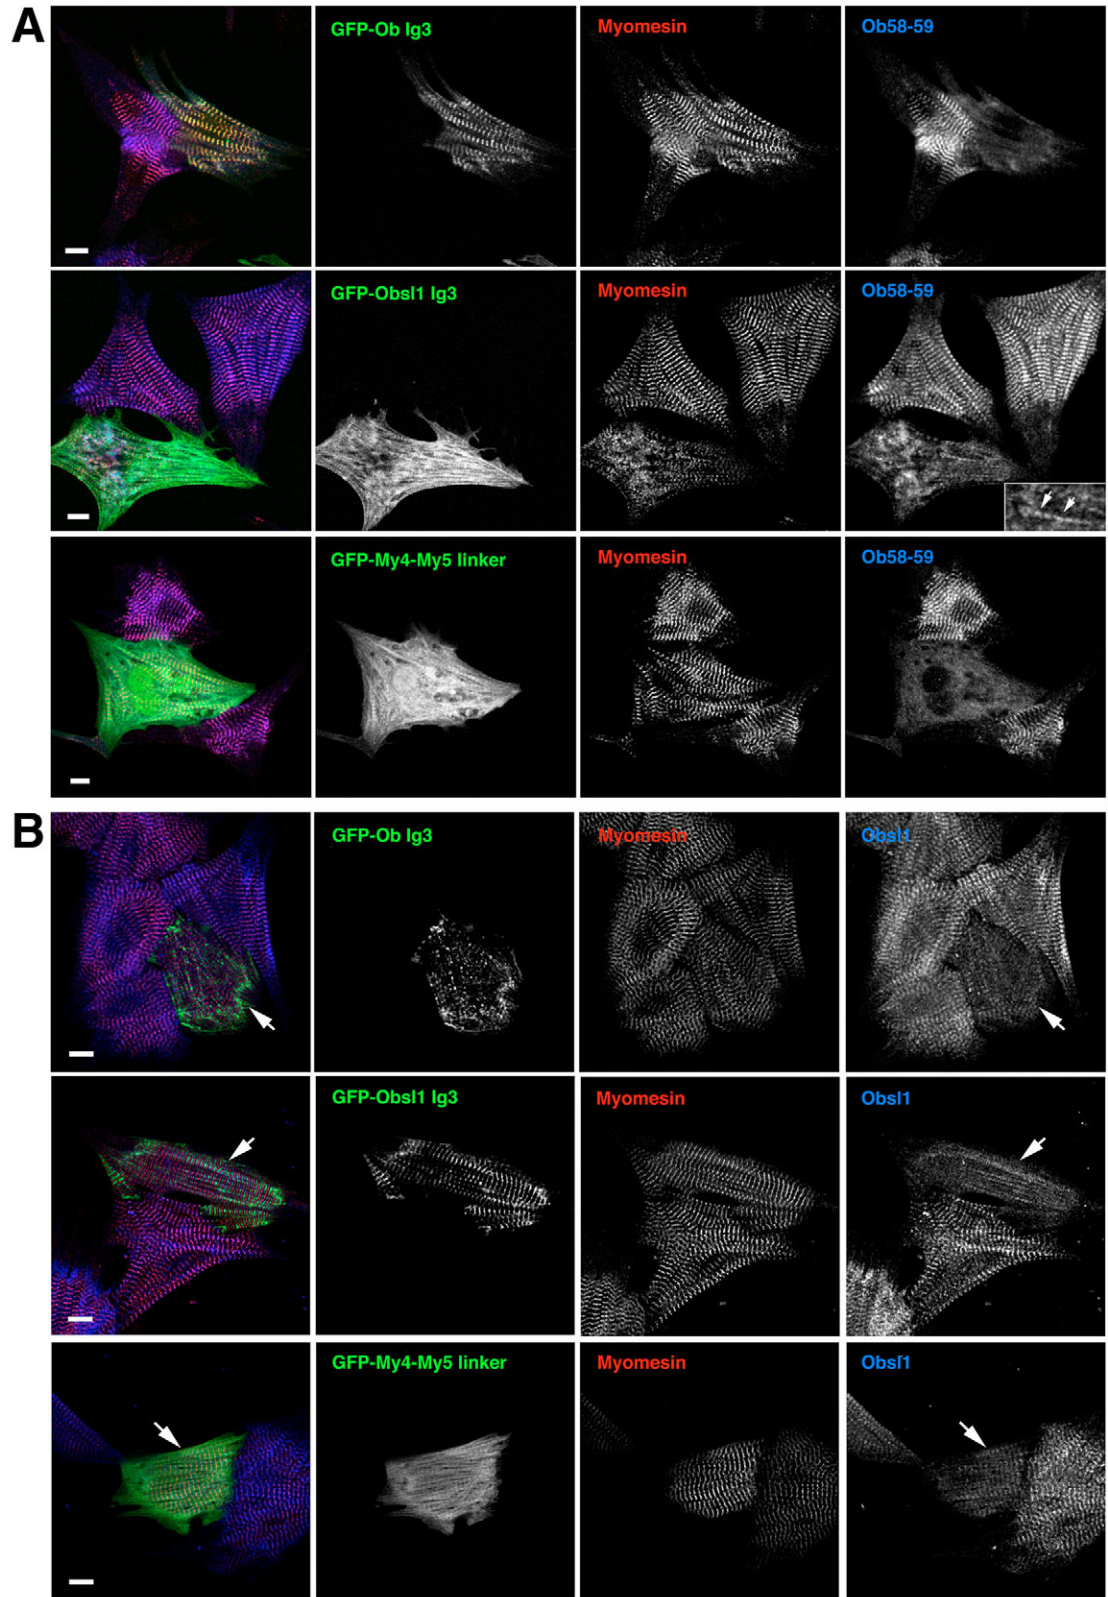 A
GFP-Ob Ig3 Myomesin Ob58-59
GFP-Obsl1 Ig3 Myomesin Ob58-59
GFP-My4-My5 linker Myomesin Ob58-59
B
GFP-Ob Ig3 Myomesin Obsl1
GFP-Obsl1 Ig3 Myomesin Obsl1
GFP-My4-My5 linker Myomesin Obsl1